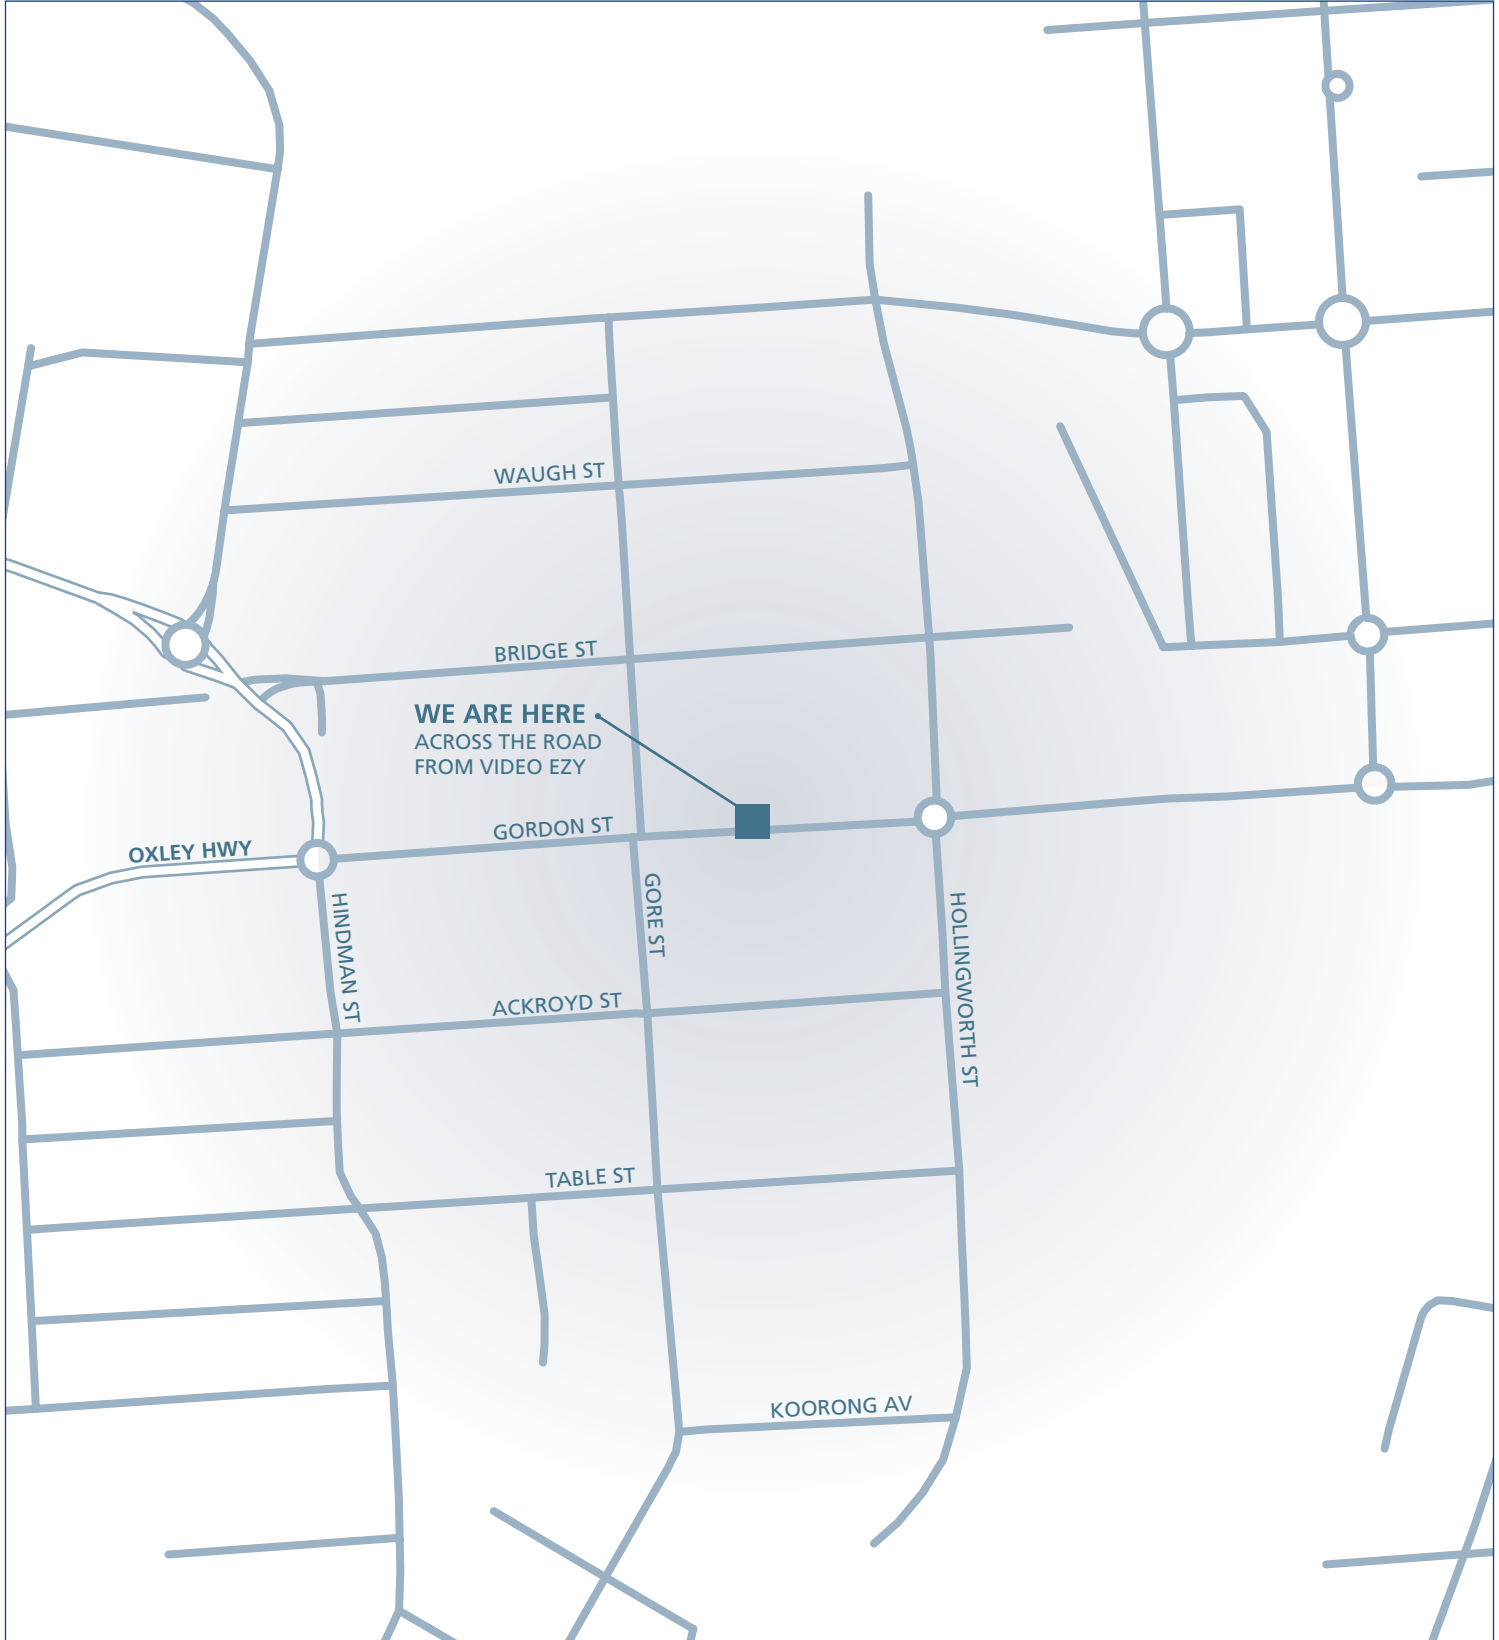 WAUGH ST
BRIDGE ST
WE ARE HERE
ACROSS THE ROAD
FROM VIDEO EZY
GORDON ST
OXLEY HWY
HINDMAN ST
GORE ST
HOLLINGWORTH ST
ACKROYD ST
TABLE ST
KOORONG AV